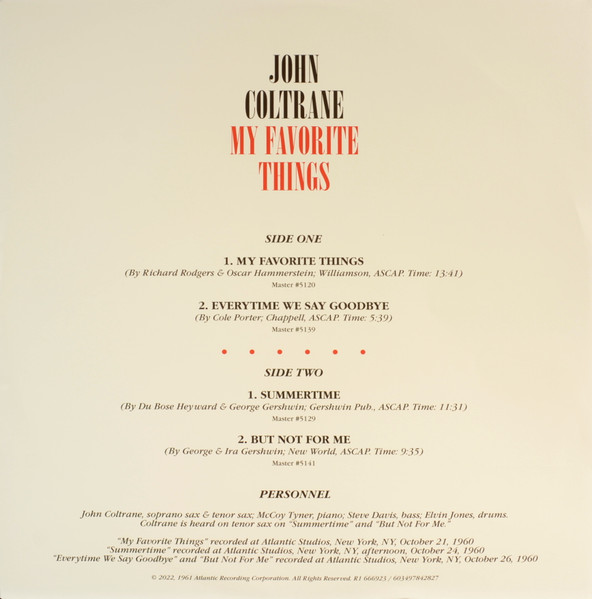 JOHN
COLTRANE
MY FAVORITE
THINGS
SIDE ONE
1. MY FAVORITE THINGS
(By Richard Rodgers & Oscar Hammerstein; Williamson, ASCAP. Time: 13:41)
Master #5120
2. EVERYTIME WE SAY GOODBYE
(By Cole Porter; Chappell, ASCAP. Time: 5:39)
Master #5139
SIDE TWO
1. SUMMERTIME
(By Du Bose Heyward & George Gershwin; Gershwin Pub., ASCAP. Time: 11:31)
Master #5129
2. BUT NOT FOR ME
(By George & Ira Gershwin; New World, ASCAP. Time: 9:35)
Master #5141
PERSONNEL
John Coltrane, soprano sax & tenor sax; McCoy Tyner, piano; Steve Davis, bass; Elvin Jones, drums.
Coltrane is heard on tenor sax on "Summertime" and "But Not For Me."
"My Favorite Things" recorded at Atlantic Studios, New York, NY, October 21, 1960
"Summertime" recorded at Atlantic Studios, New York, NY, afternoon, October 24, 1960
"Everytime We Say Goodbye" and "But Not For Me" recorded at Atlantic Studios, New York, NY, October 26, 1960
© 2022, 1961 Atlantic Recording Corporation. All Rights Reserved. R1 666923 / 603497842827